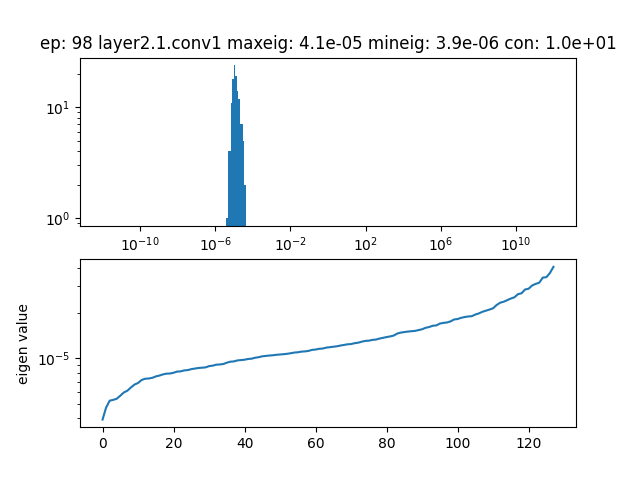 ep: 98 layer2.1.conv1 maxeig: 4.1e-05 mineig: 3.9e-06 con: 1.0e+01
10¹
10⁰
10⁻¹⁰ 10⁻⁶ 10⁻² 10² 10⁶ 10¹⁰
eigen value
10⁻⁵
0 20 40 60 80 100 120